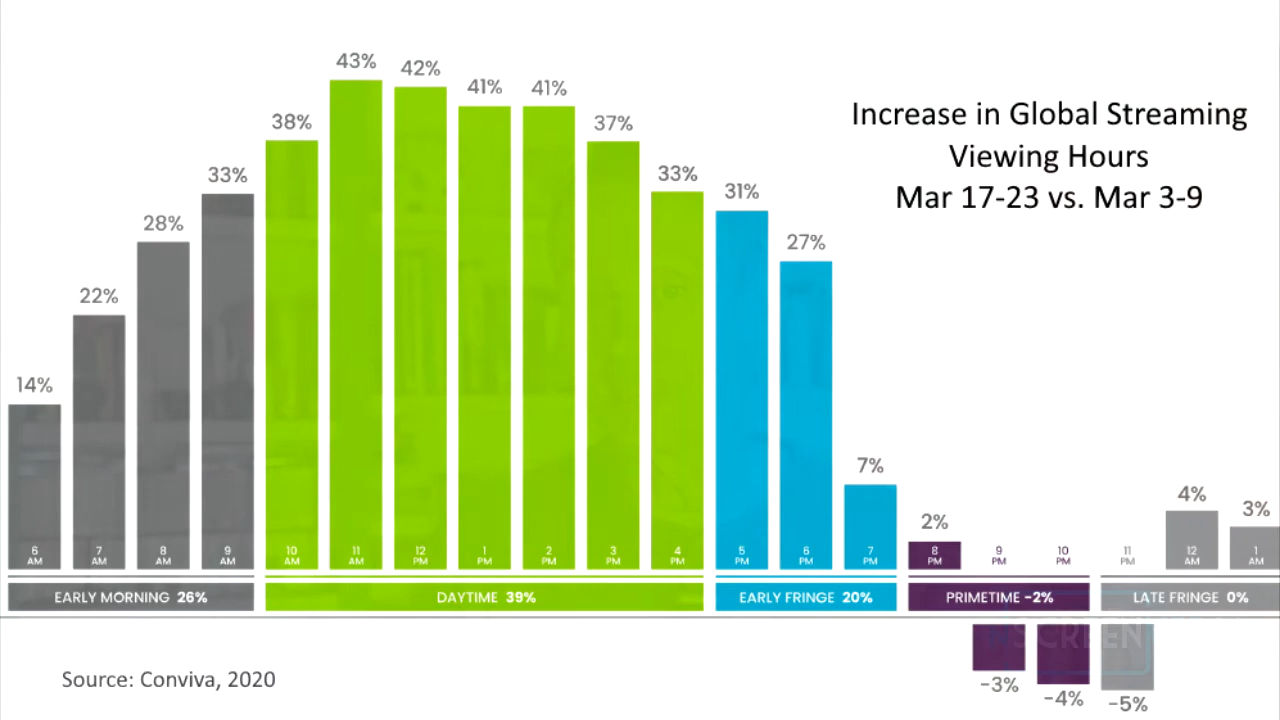 43%
42%
41%
41%
38%
37%
33%
33%
31%
28%
27%
22%
14%
7%
4%
3%
2%
Increase in Global Streaming
Viewing Hours
Mar 17-23 vs. Mar 3-9
6 AM
7 AM
8 AM
9 AM
10 AM
11 AM
12 PM
1 PM
2 PM
3 PM
4 PM
5 PM
6 PM
7 PM
8 PM
9 PM
10 PM
11 PM
12 AM
1 AM
EARLY MORNING 26%
DAYTIME 39%
EARLY FRINGE 20%
PRIMETIME -2%
LATE FRINGE 0%
SCREEN
-3%
-4%
-5%
Source: Conviva, 2020